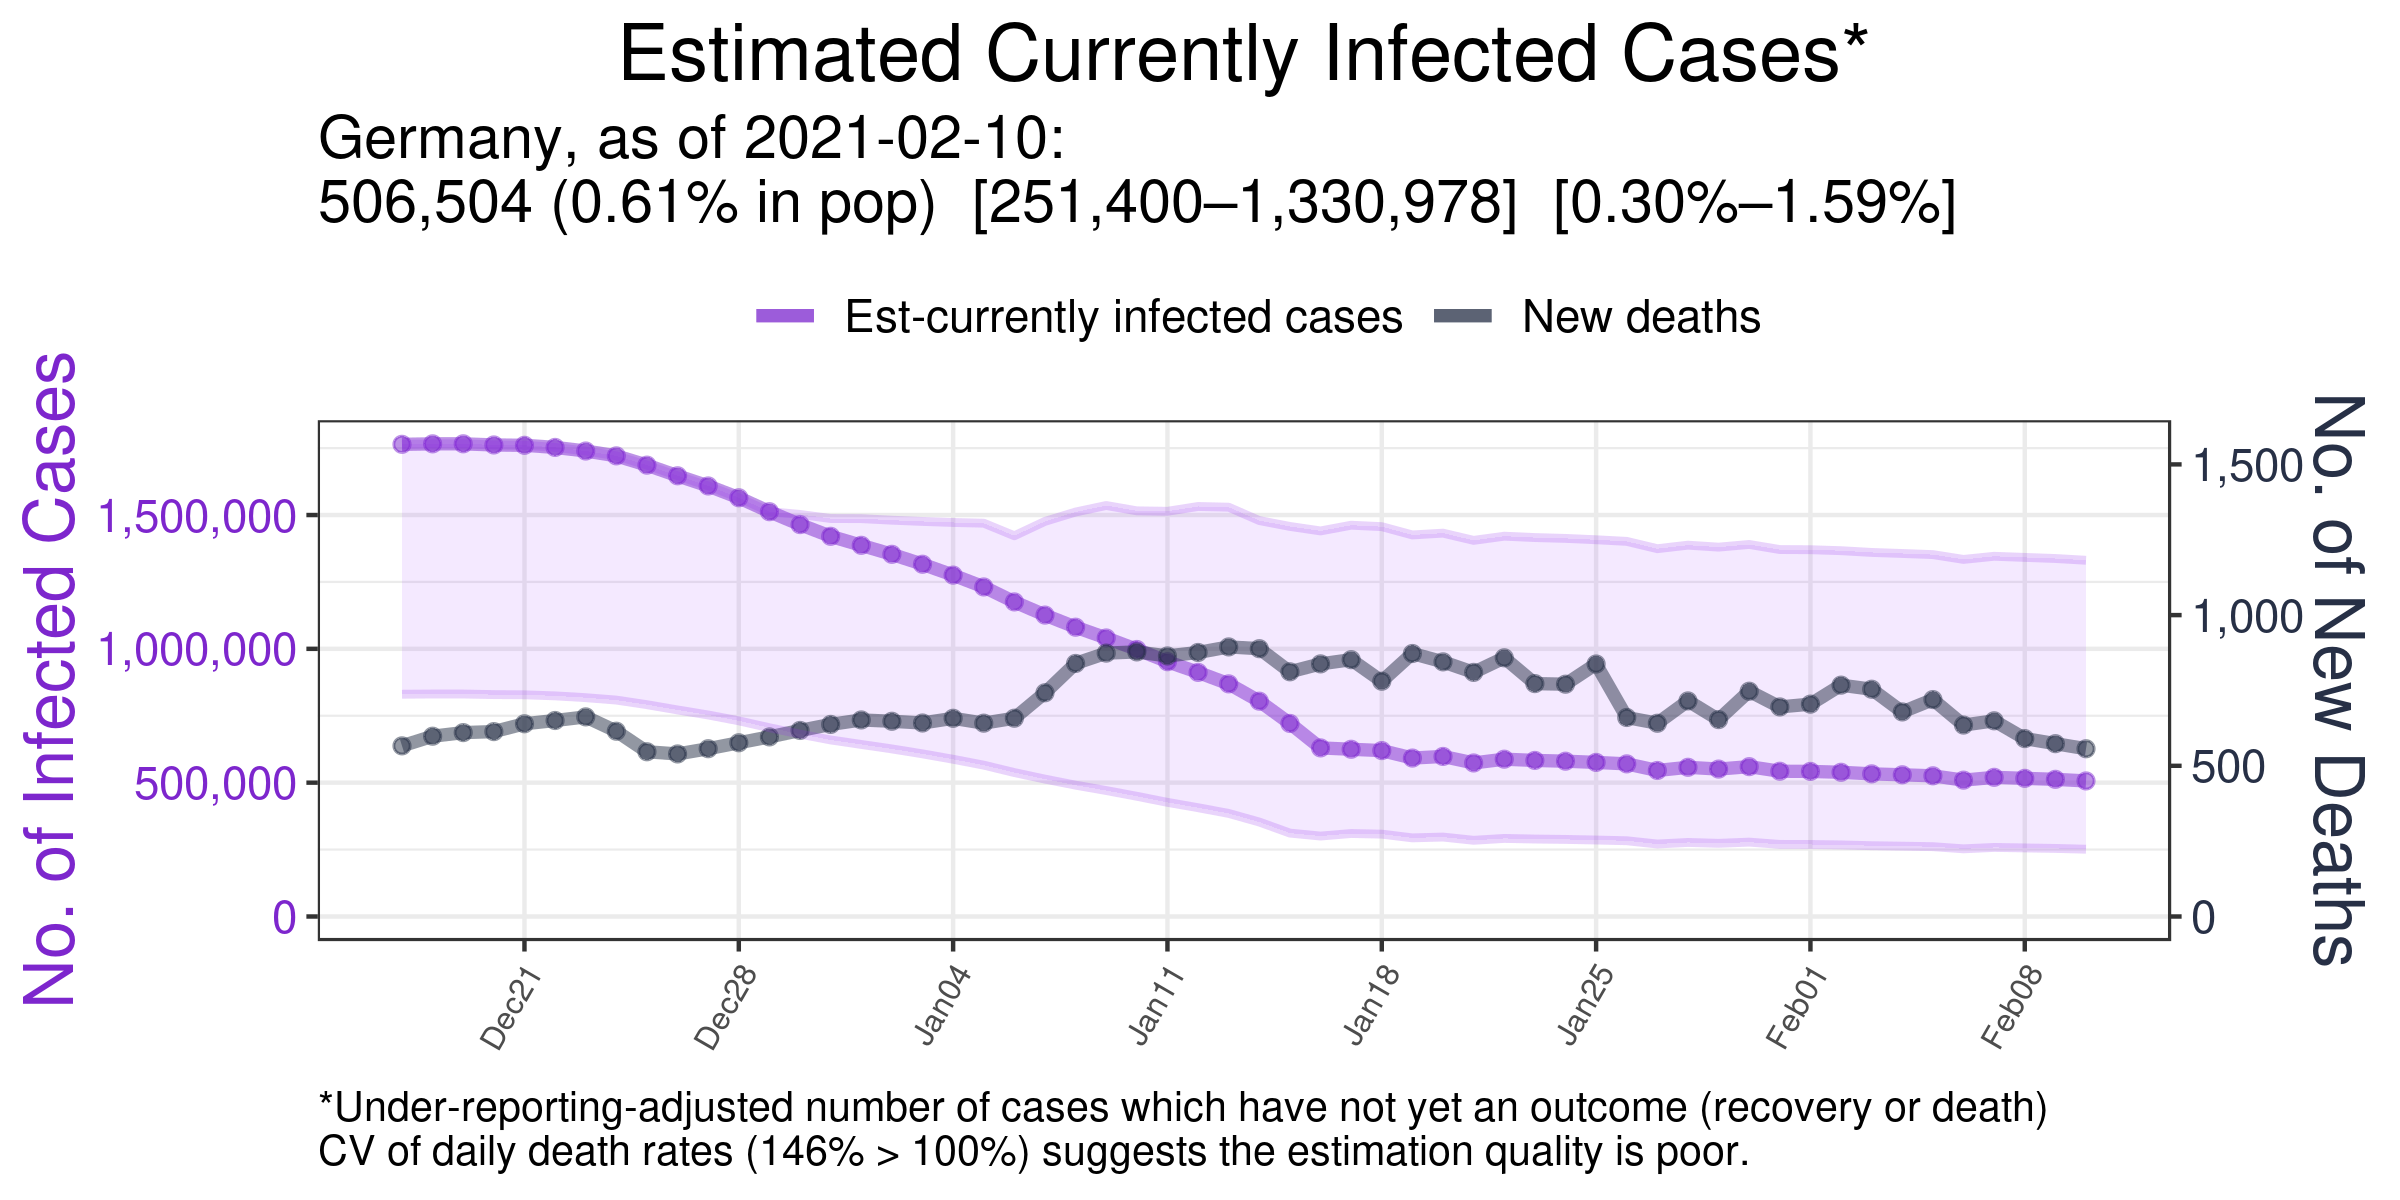 Estimated Currently Infected Cases*
Germany, as of 2021-02-10:
506,504 (0.61% in pop)  [251,400–1,330,978]  [0.30%–1.59%]
Est-currently infected cases
New deaths
No. of Infected Cases
1,500,000
1,000,000
500,000
0
No. of New Deaths
1,500
1,000
500
0
Dec21
Dec28
Jan04
Jan11
Jan18
Jan25
Feb01
Feb08
*Under-reporting-adjusted number of cases which have not yet an outcome (recovery or death)
CV of daily death rates (146% > 100%) suggests the estimation quality is poor.